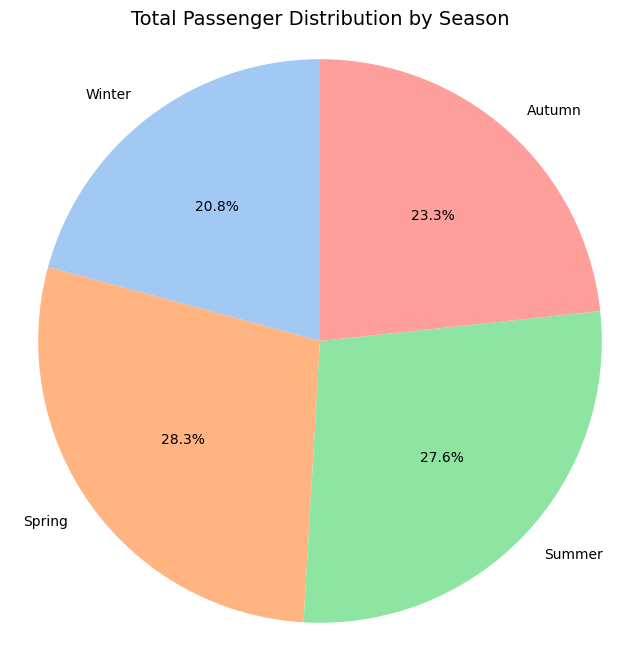 Total Passenger Distribution by Season
Winter
Autumn
20.8%
23.3%
28.3%
27.6%
Spring
Summer